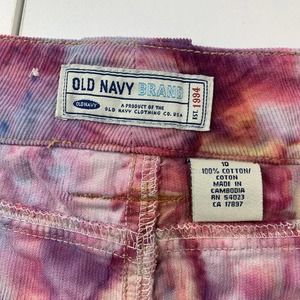 OLD NAVY BRAND
OLD NAVY
A PRODUCT OF THE
OLD NAVY CLOTHING CO. USA
EST. 1994
10
100% COTTON/
COTON
MADE IN
CAMBODIA
RN 54023
CA 17897